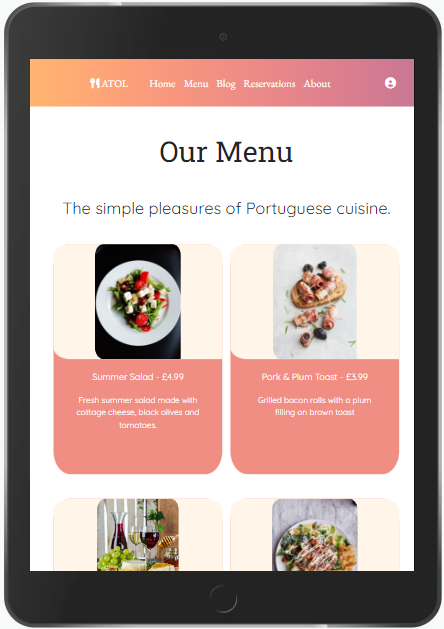 ATOL Home Menu Blog Reservations About
Our Menu
The simple pleasures of Portuguese cuisine.
Summer Salad - £4.99
Fresh summer salad made with
cottage cheese, black olives and
tomatoes.
Pork & Plum Toast - £3.99
Grilled bacon rolls with a plum
filling on brown toast